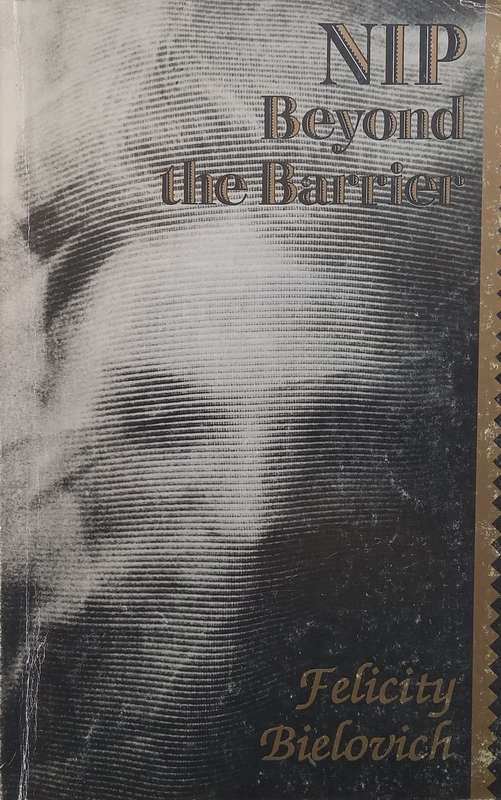 NIP
Beyond
the Barrier
Felicity
Bielovich